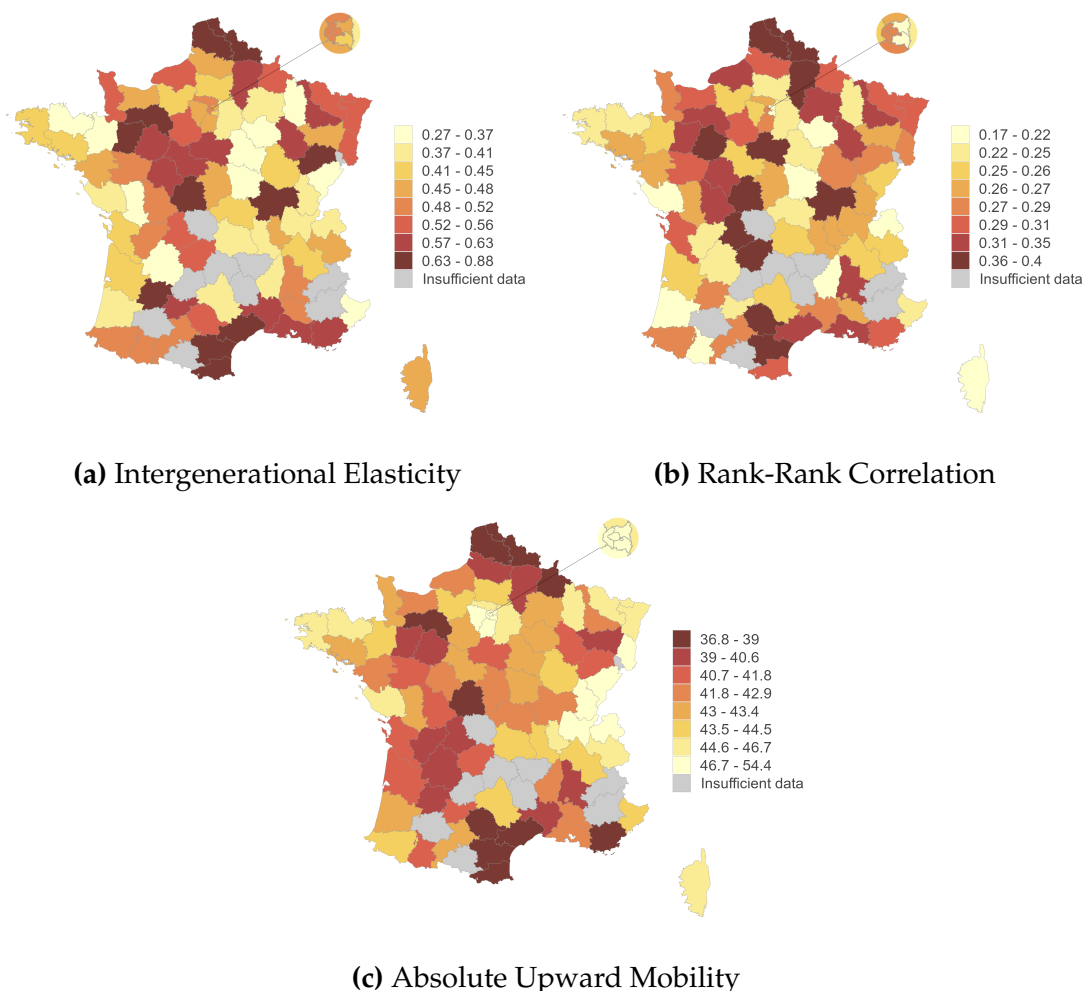 0.27 - 0.37
0.37 - 0.41
0.41 - 0.45
0.45 - 0.48
0.48 - 0.52
0.52 - 0.56
0.57 - 0.63
0.63 - 0.88
Insufficient data
(a) Intergenerational Elasticity
0.17 - 0.22
0.22 - 0.25
0.25 - 0.26
0.26 - 0.27
0.27 - 0.29
0.29 - 0.31
0.31 - 0.35
0.36 - 0.4
Insufficient data
(b) Rank-Rank Correlation
36.8 - 39
39 - 40.6
40.7 - 41.8
41.8 - 42.9
43 - 43.4
43.5 - 44.5
44.6 - 46.7
46.7 - 54.4
Insufficient data
(c) Absolute Upward Mobility